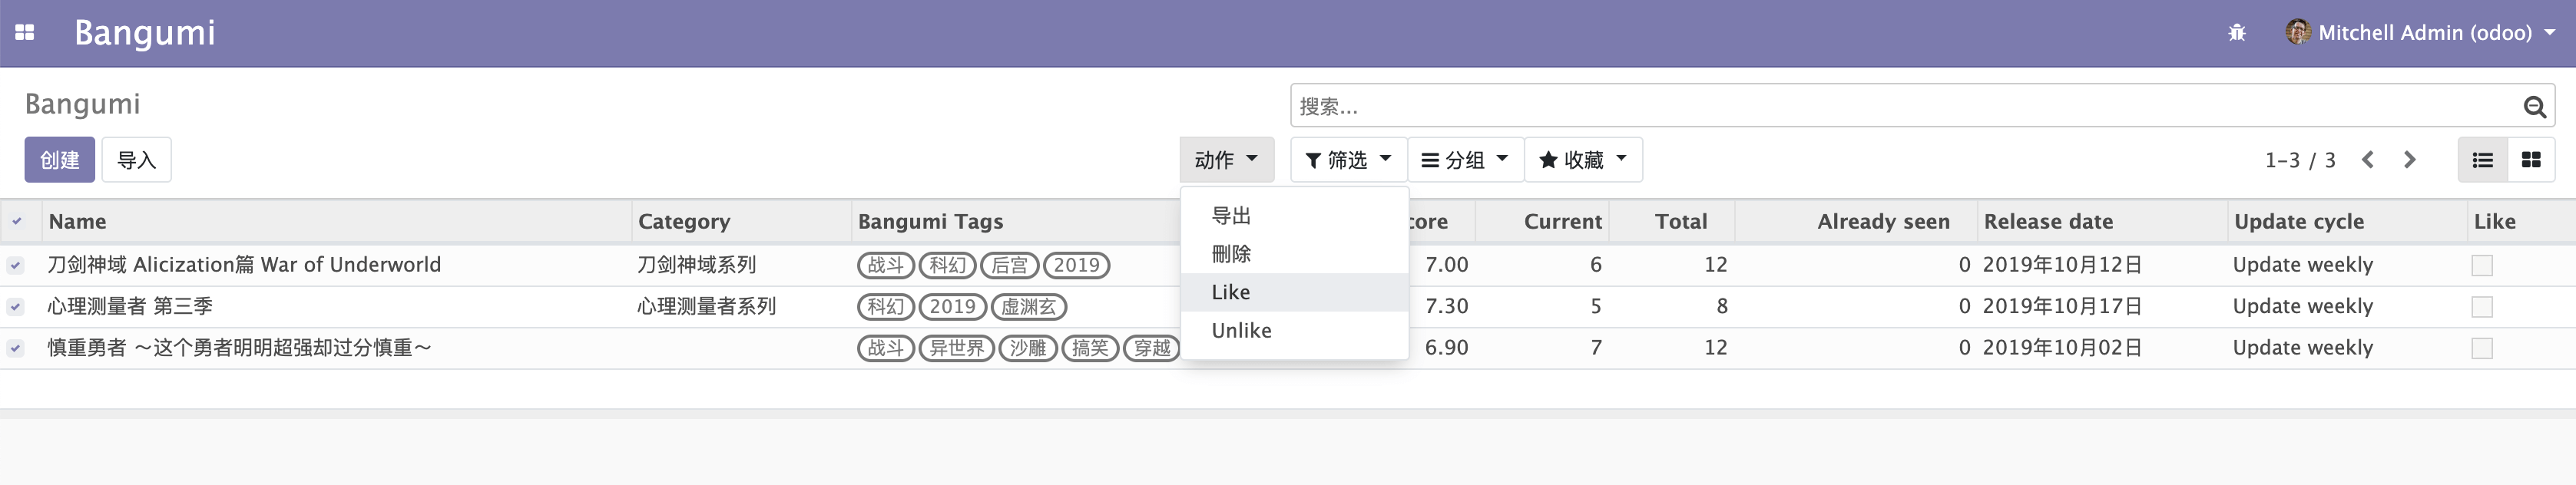 Bangumi
Mitchell Admin (odoo)
Bangumi
搜索...
创建 导入
动作 筛选 分组 收藏
1-3 / 3
导出
刪除
Like
Unlike
Name Category Bangumi Tags core Current Total Already seen Release date Update cycle Like
刀剑神域 Alicization篇 War of Underworld 刀剑神域系列 战斗 科幻 后宫 2019 7.00 6 12 0 2019年10月12日 Update weekly
心理测量者 第三季 心理测量者系列 科幻 2019 虚渊玄 7.30 5 8 0 2019年10月17日 Update weekly
慎重勇者 ～这个勇者明明超强却过分慎重～ 战斗 异世界 沙雕 搞笑 穿越 6.90 7 12 0 2019年10月02日 Update weekly